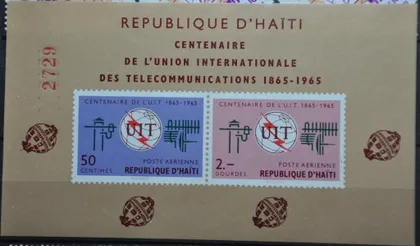 REPUBLIQUE D'HAÏTI
CENTENAIRE
DE L'UNION INTERNATIONALE
DES TELECOMMUNICATIONS 1865-1965
2729
CENTENAIRE DE L'U.I.T. 1865-1965
UIT
50
CENTIMES
POSTE AERIENNE
REPUBLIQUE D'HAÏTI
CENTENAIRE DE L'U.I.T. 1865-1965
UIT
2.-
GOURDES
POSTE AERIENNE
REPUBLIQUE D'HAÏTI